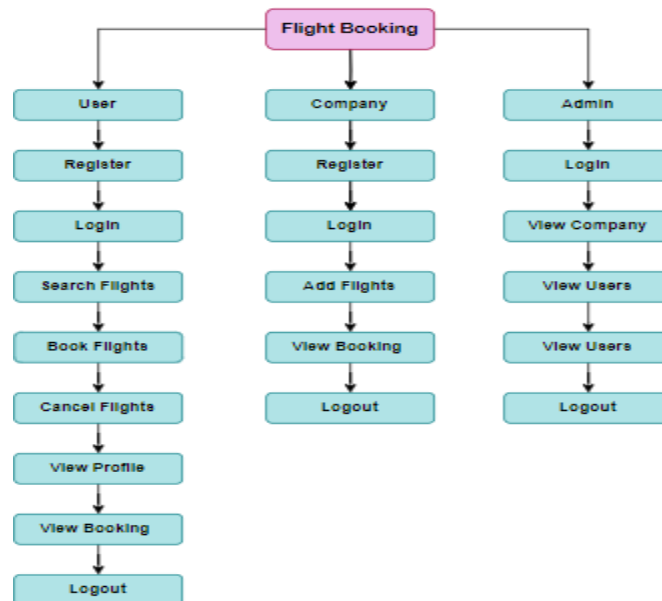 Flight Booking
User
Register
Login
Search Flights
Book Flights
Cancel Flights
View Profile
View Booking
Logout
Company
Register
Login
Add Flights
View Booking
Logout
Admin
Login
View Company
View Users
View Users
Logout